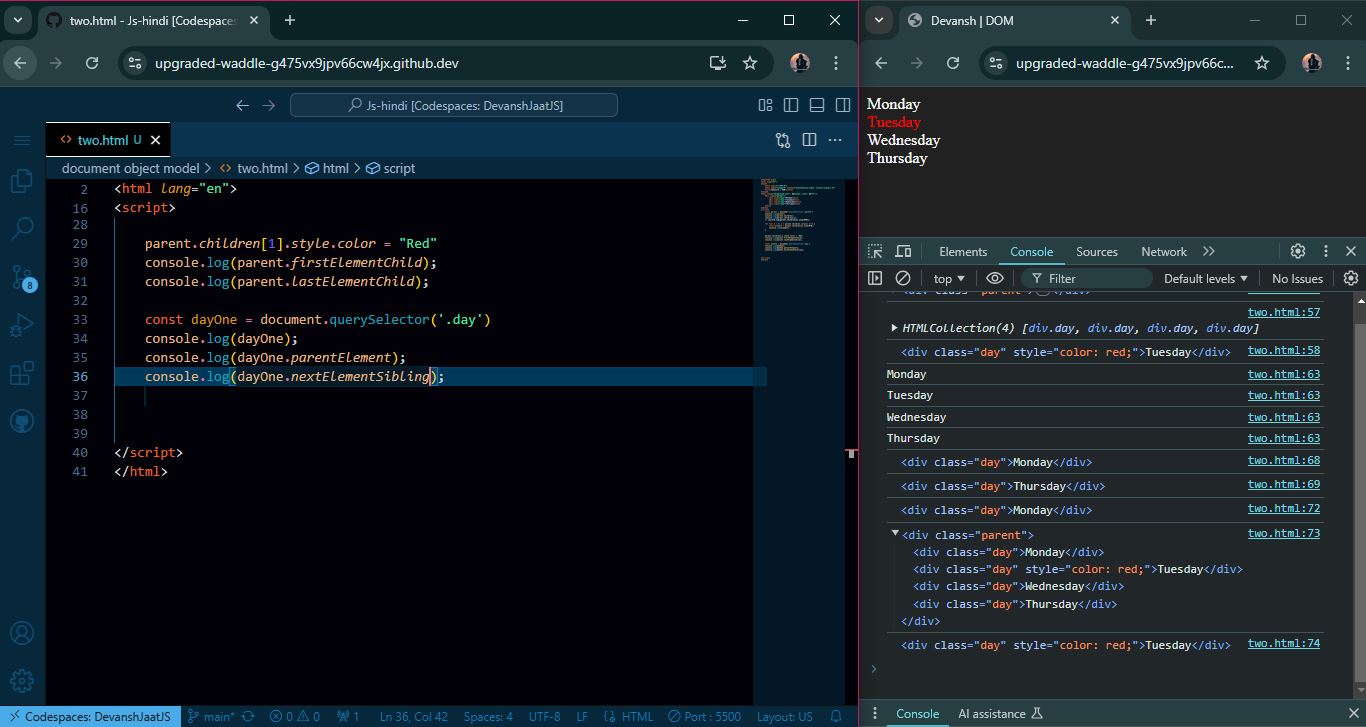 two.html - Js-hindi [Codespaces
upgraded-waddle-g475vx9jpv66cw4jx.github.dev
Js-hindi [Codespaces: DevanshJaatJS]
two.html U
document object model > two.html > html > script
2 <html lang="en">
16 <script>
28
29 parent.children[1].style.color = "Red"
30 console.log(parent.firstElementChild);
31 console.log(parent.lastElementChild);
32
33 const dayOne = document.querySelector('.day')
34 console.log(dayOne);
35 console.log(dayOne.parentElement);
36 console.log(dayOne.nextElementSibling);
37
38
39
40 </script>
41 </html>
8
Codespaces: DevanshJaatJS main* 0 0 1 Ln 36, Col 42 Spaces: 4 UTF-8 LF HTML Port : 5500 Layout: US
Devansh | DOM
upgraded-waddle-g475vx9jpv66c...
Monday
Tuesday
Wednesday
Thursday
Elements Console Sources Network
top Filter Default levels No Issues
two.html:57
HTMLCollection(4) [div.day, div.day, div.day, div.day]
<div class="day" style="color: red;">Tuesday</div> two.html:58
Monday two.html:63
Tuesday two.html:63
Wednesday two.html:63
Thursday two.html:63
<div class="day">Monday</div> two.html:68
<div class="day">Thursday</div> two.html:69
<div class="day">Monday</div> two.html:72
<div class="parent"> two.html:73
<div class="day">Monday</div>
<div class="day" style="color: red;">Tuesday</div>
<div class="day">Wednesday</div>
<div class="day">Thursday</div>
</div>
<div class="day" style="color: red;">Tuesday</div> two.html:74
Console AI assistance